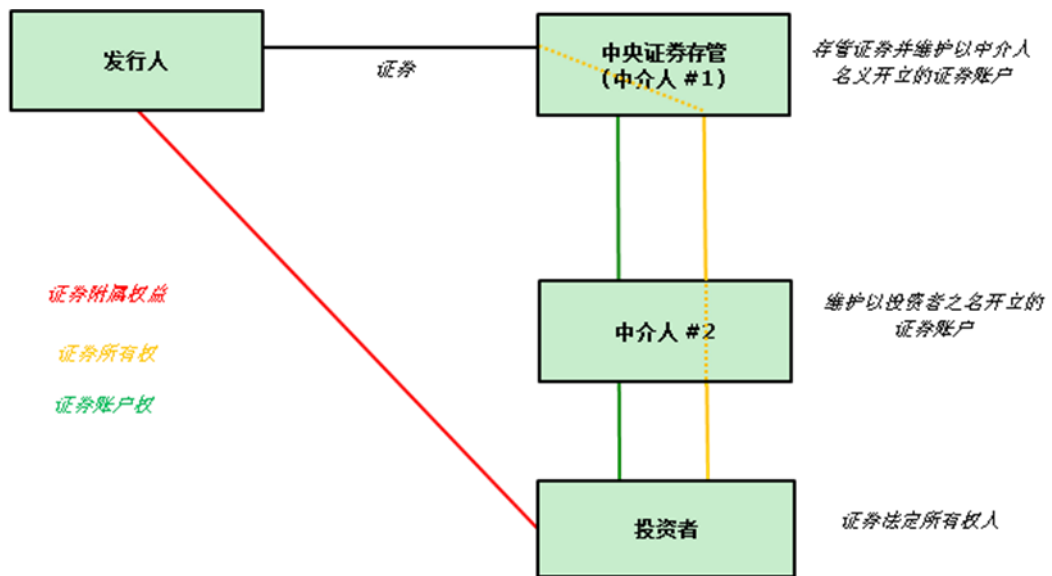 发行人
证券
中央证券存管
（中介人 #1）
存管证券并维护以中介人
名义开立的证券账户
证券附属权益
证券所有权
证券账户权
中介人 #2
维护以投资者之名开立的
证券账户
投资者
证券法定所有权人